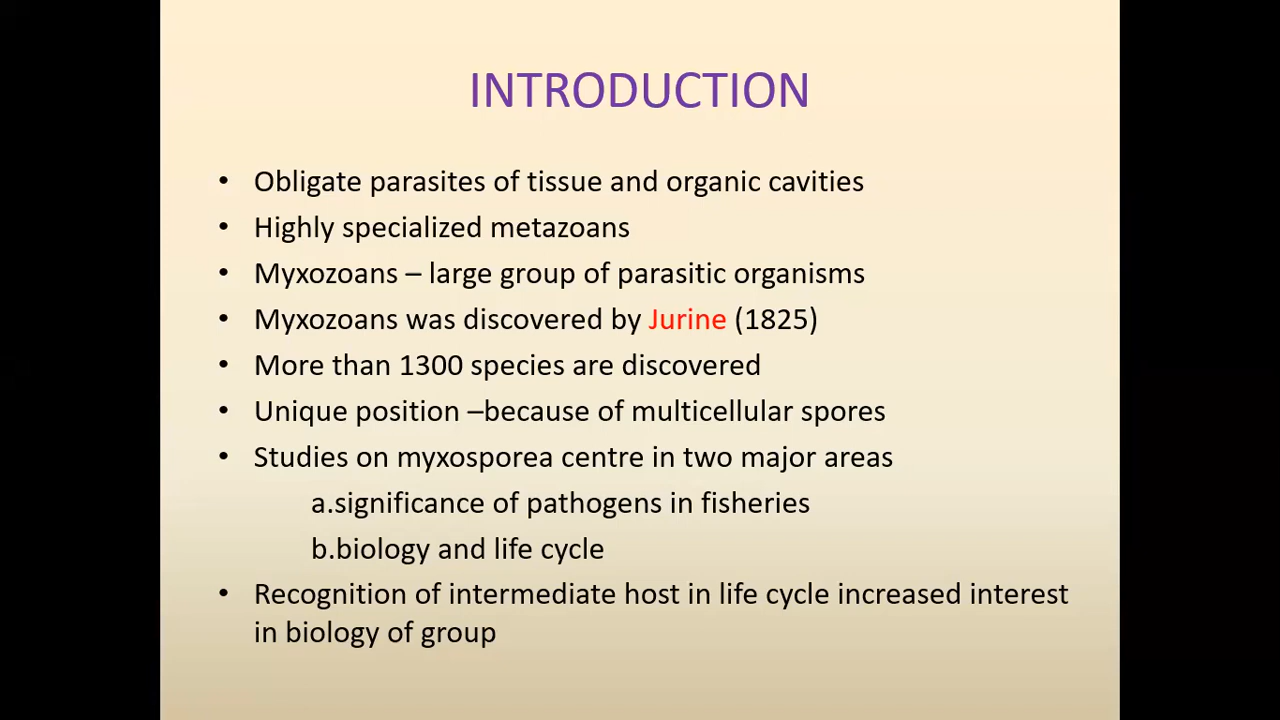 INTRODUCTION
• Obligate parasites of tissue and organic cavities
• Highly specialized metazoans
• Myxozoans – large group of parasitic organisms
• Myxozoans was discovered by Jurine (1825)
• More than 1300 species are discovered
• Unique position –because of multicellular spores
• Studies on myxosporea centre in two major areas
a.significance of pathogens in fisheries
b.biology and life cycle
• Recognition of intermediate host in life cycle increased interest
in biology of group